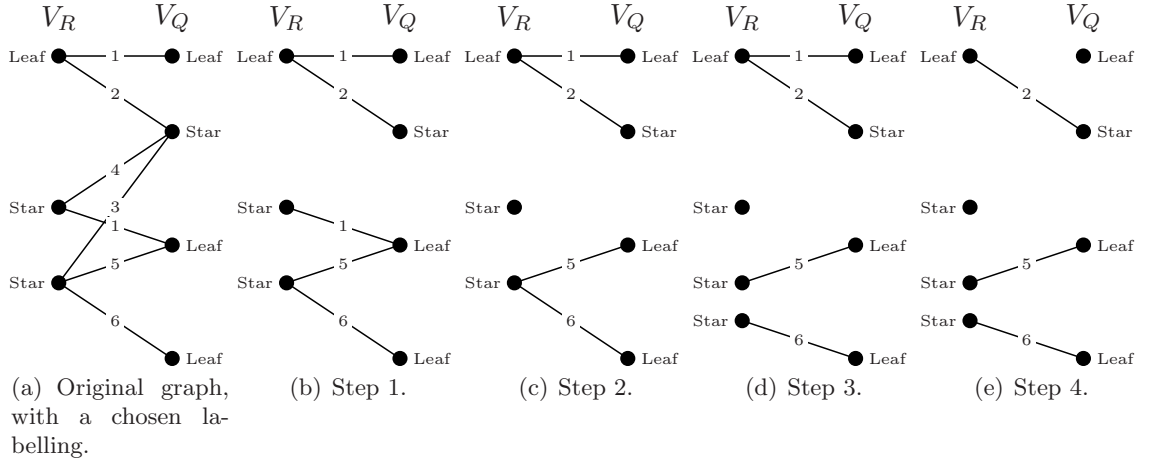 V_R V_Q V_R V_Q V_R V_Q V_R V_Q V_R V_Q
Leaf 1 Leaf Leaf 1 Leaf Leaf 1 Leaf Leaf 1 Leaf Leaf Leaf
2 2 2 2 2
Star Star Star Star Star
4
Star 3 Star Star Star Star
1 1
Leaf Leaf Leaf Leaf Leaf
5 5 5 5 5
Star Star Star Star Star
Star Star
6 6 6 6 6
Leaf Leaf Leaf Leaf Leaf
(a) Original graph, (b) Step 1. (c) Step 2. (d) Step 3. (e) Step 4.
with a chosen la-
belling.